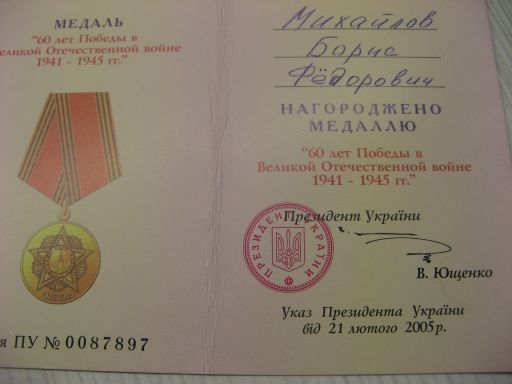 МЕДАЛЬ
"60 лет Победы в
Великой Отечественной войне
1941 - 1945 гг."
ПУ № 0087897
Михайлов
Борис
Фёдорович
НАГОРОДЖЕНО
МЕДАЛЛЮ
"60 лет Победы в
Великой Отечественной войне
1941 - 1945 гг."
Президент України
ПРЕЗИДЕНТ УКРАЇНИ
В. Ющенко
Указ Президента України
від 21 лютого 2005 р.